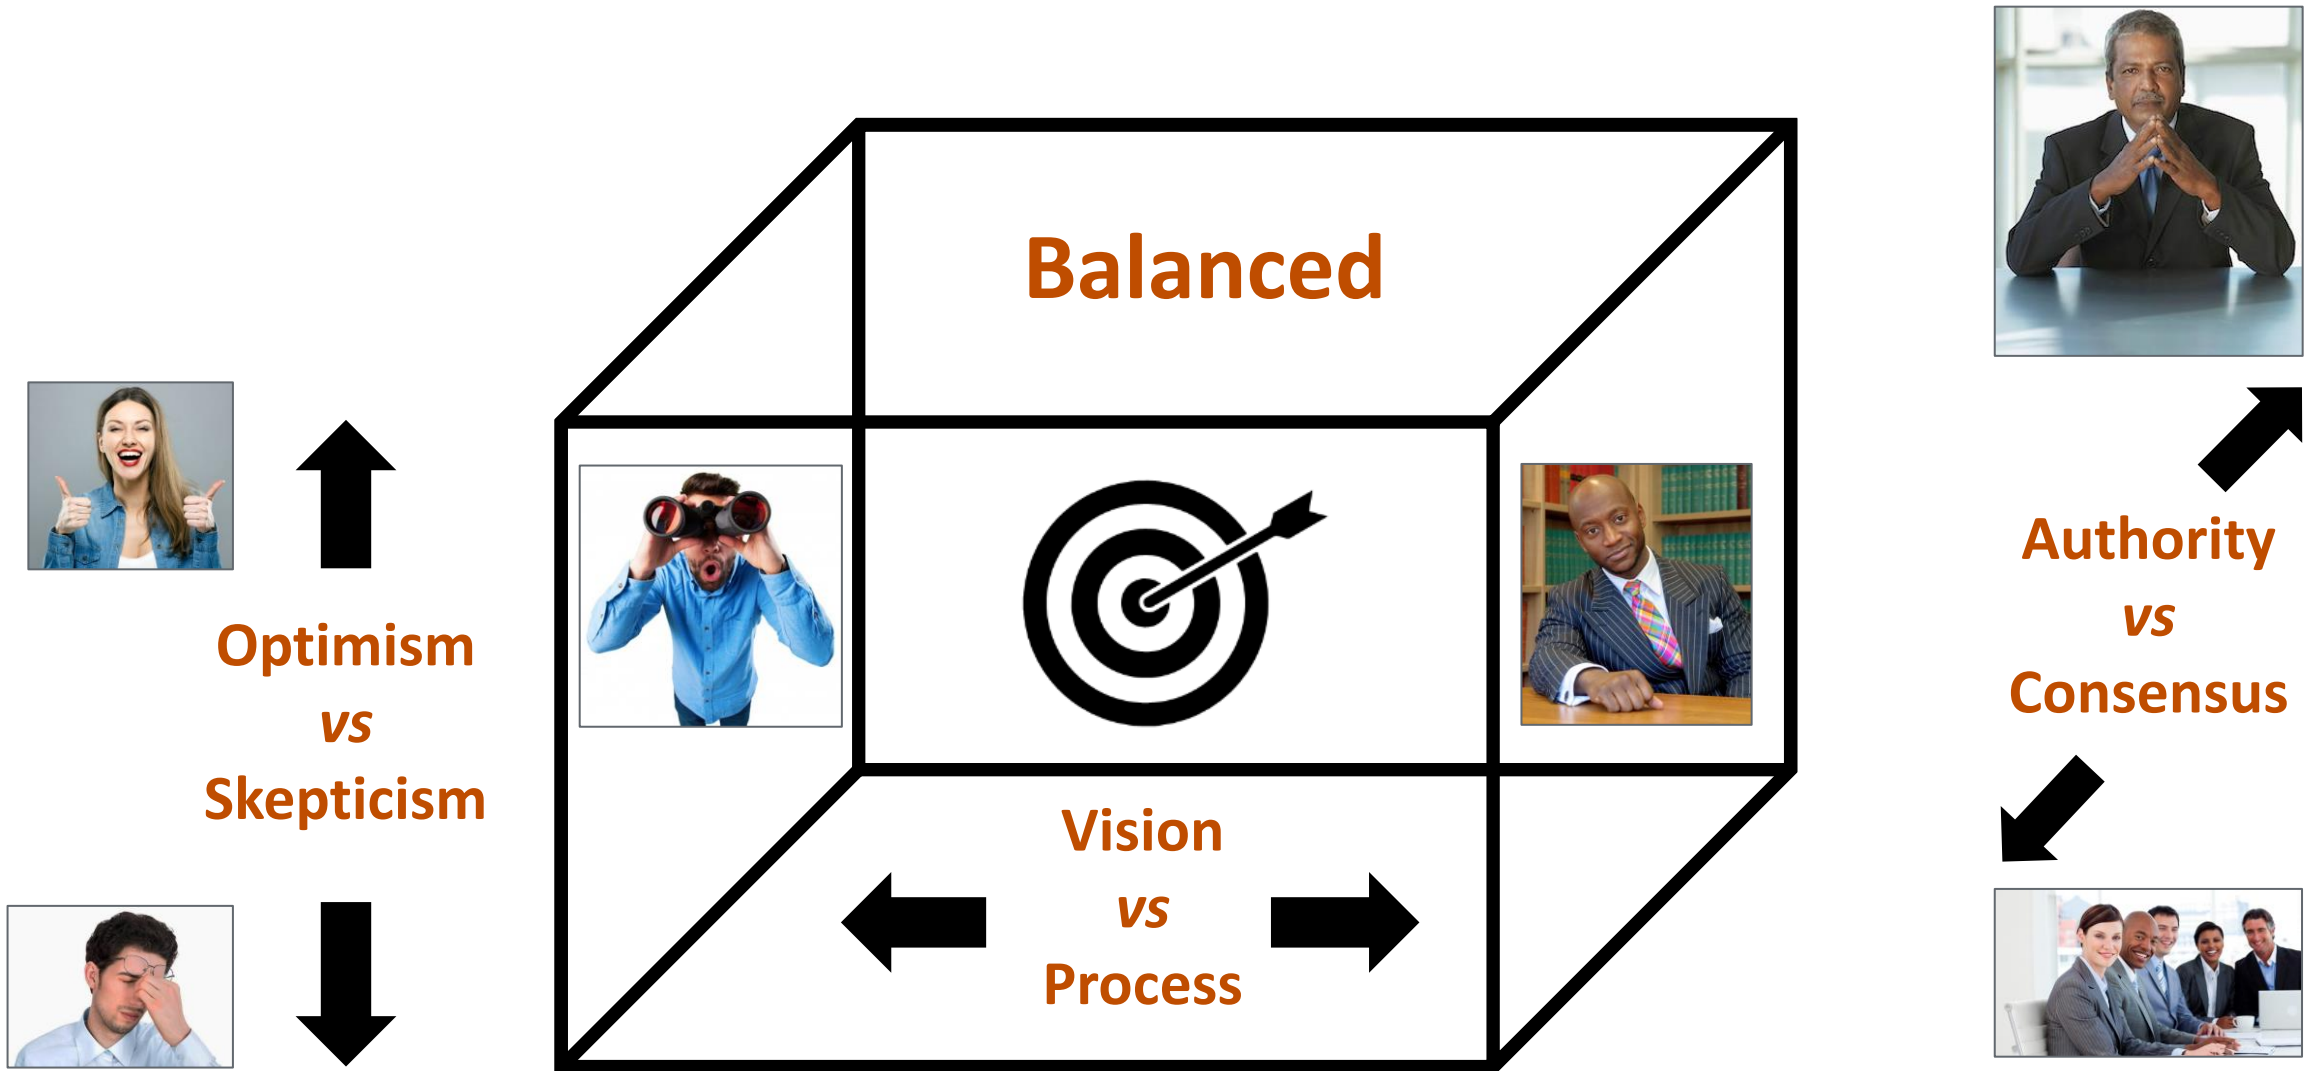 Balanced
Optimism
vs
Skepticism
Vision
vs
Process
Authority
vs
Consensus